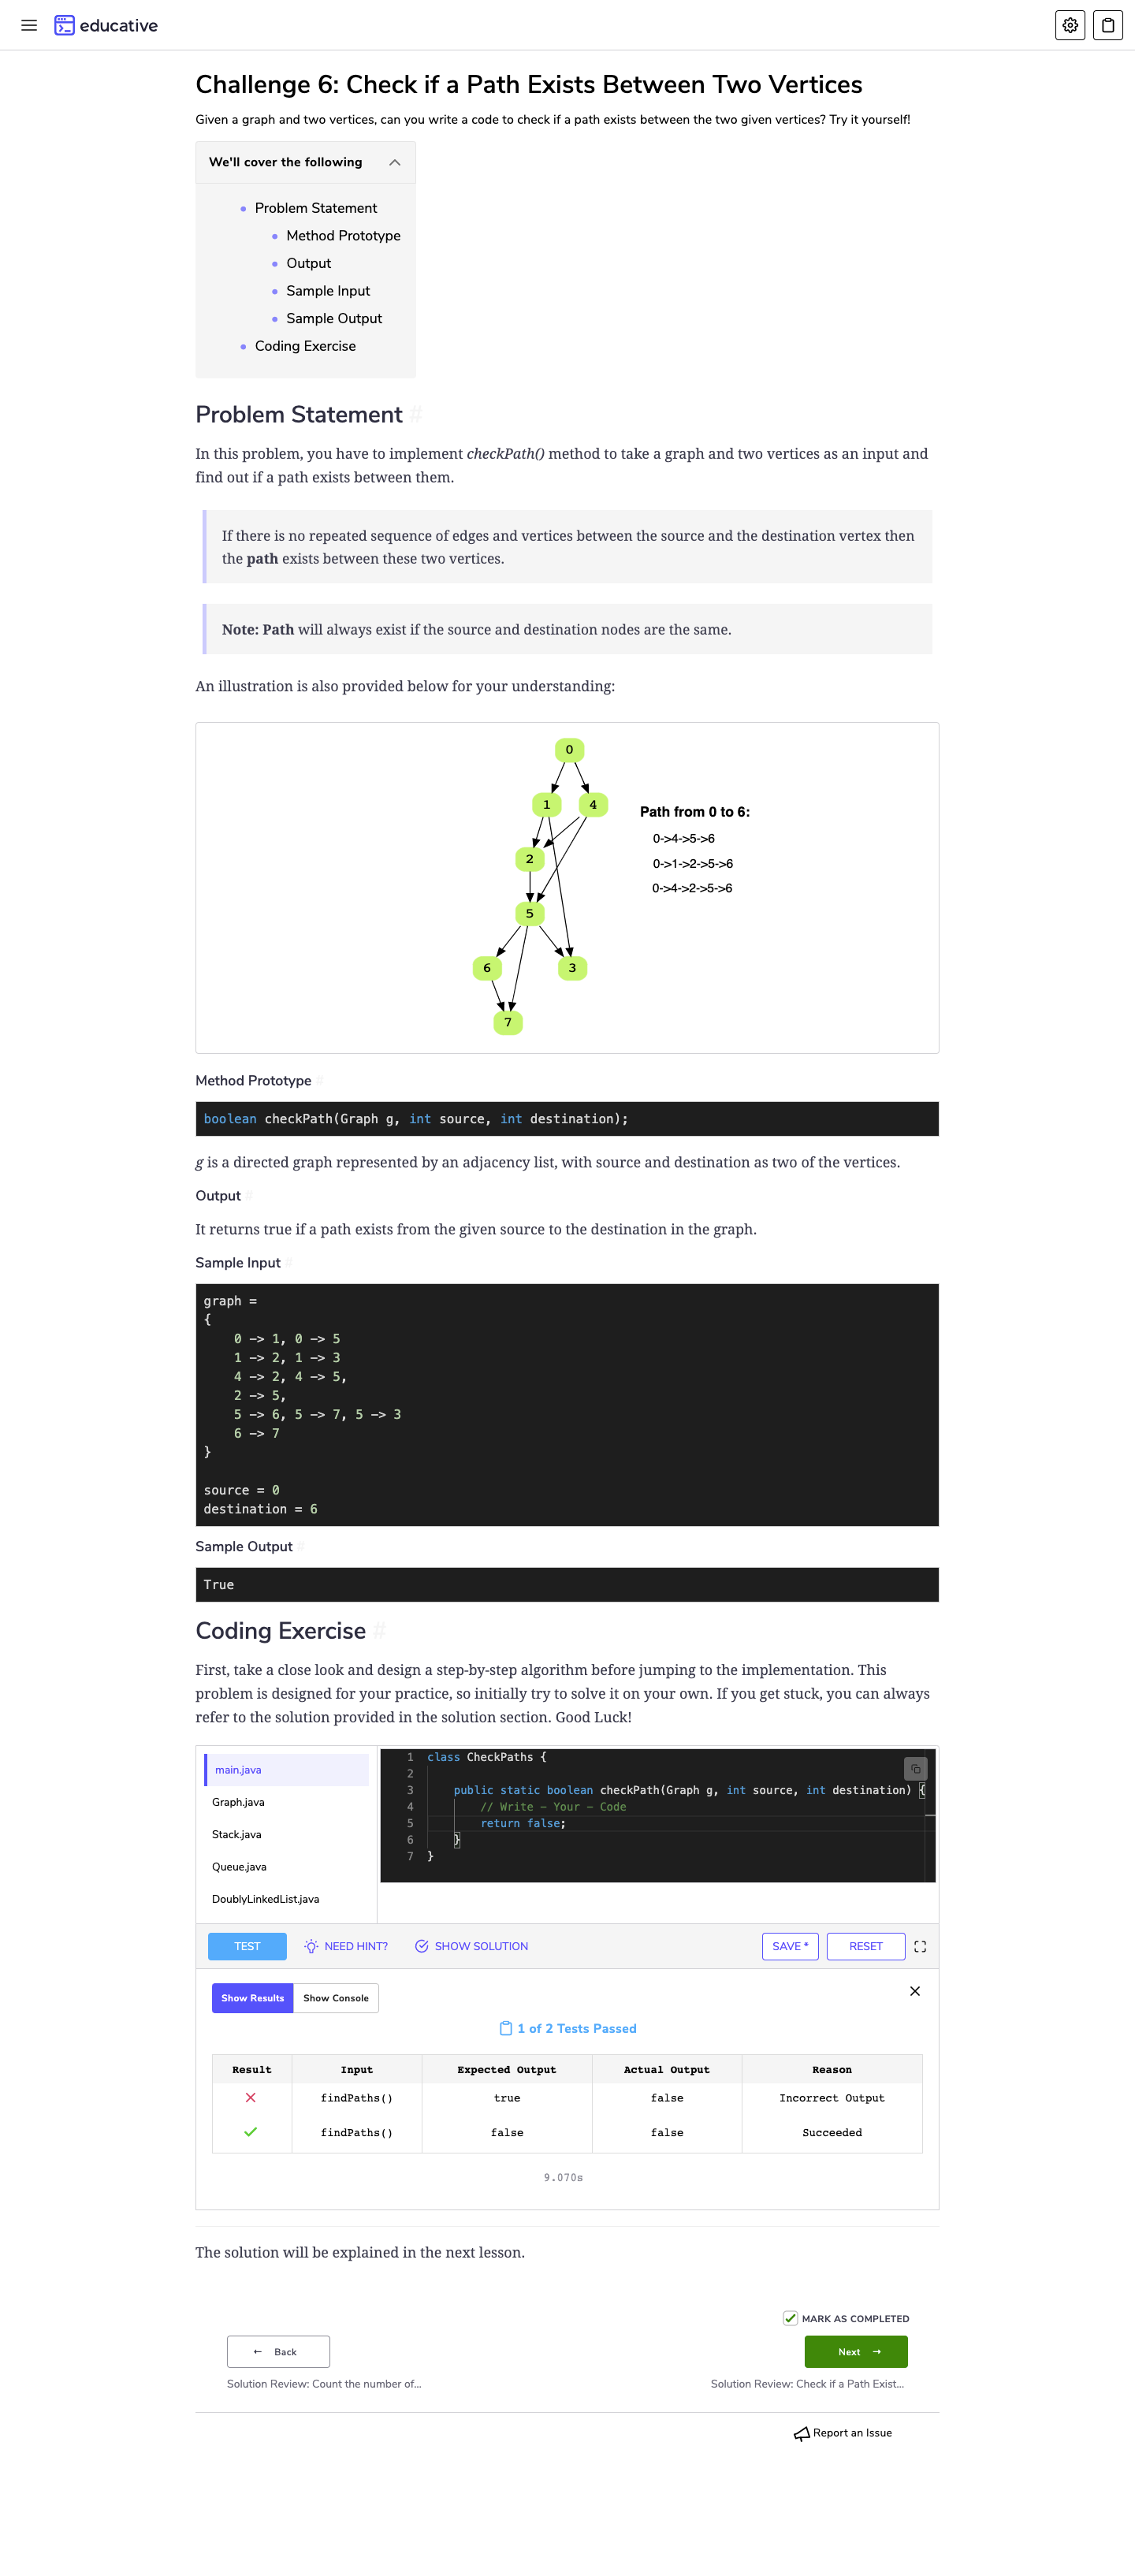 educative
Challenge 6: Check if a Path Exists Between Two Vertices
Given a graph and two vertices, can you write a code to check if a path exists between the two given vertices? Try it yourself!
We'll cover the following
Problem Statement
Method Prototype
Output
Sample Input
Sample Output
Coding Exercise
Problem Statement #
In this problem, you have to implement checkPath() method to take a graph and two vertices as an input and
find out if a path exists between them.
If there is no repeated sequence of edges and vertices between the source and the destination vertex then
the path exists between these two vertices.
Note: Path will always exist if the source and destination nodes are the same.
An illustration is also provided below for your understanding:
0
1
4
Path from 0 to 6:
0->4->5->6
2
0->1->2->5->6
0->4->2->5->6
5
6
3
7
Method Prototype #
boolean checkPath(Graph g, int source, int destination);
g is a directed graph represented by an adjacency list, with source and destination as two of the vertices.
Output #
It returns true if a path exists from the given source to the destination in the graph.
Sample Input #
graph =
{
0 -> 1, 0 -> 5
1 -> 2, 1 -> 3
4 -> 2, 4 -> 5,
2 -> 5,
5 -> 6, 5 -> 7, 5 -> 3
6 -> 7
}
source = 0
destination = 6
Sample Output #
True
Coding Exercise #
First, take a close look and design a step-by-step algorithm before jumping to the implementation. This
problem is designed for your practice, so initially try to solve it on your own. If you get stuck, you can always
refer to the solution provided in the solution section. Good Luck!
main.java
Graph.java
Stack.java
Queue.java
DoublyLinkedList.java
1 class CheckPaths {
2
3 public static boolean checkPath(Graph g, int source, int destination) {
4 // Write - Your - Code
5 return false;
6 }
7 }
TEST NEED HINT? SHOW SOLUTION SAVE * RESET
Show Results Show Console
1 of 2 Tests Passed
Result Input Expected Output Actual Output Reason
findPaths() true false Incorrect Output
findPaths() false false Succeeded
9.070s
The solution will be explained in the next lesson.
MARK AS COMPLETED
← Back
Next →
Solution Review: Count the number of...
Solution Review: Check if a Path Exist...
Report an Issue